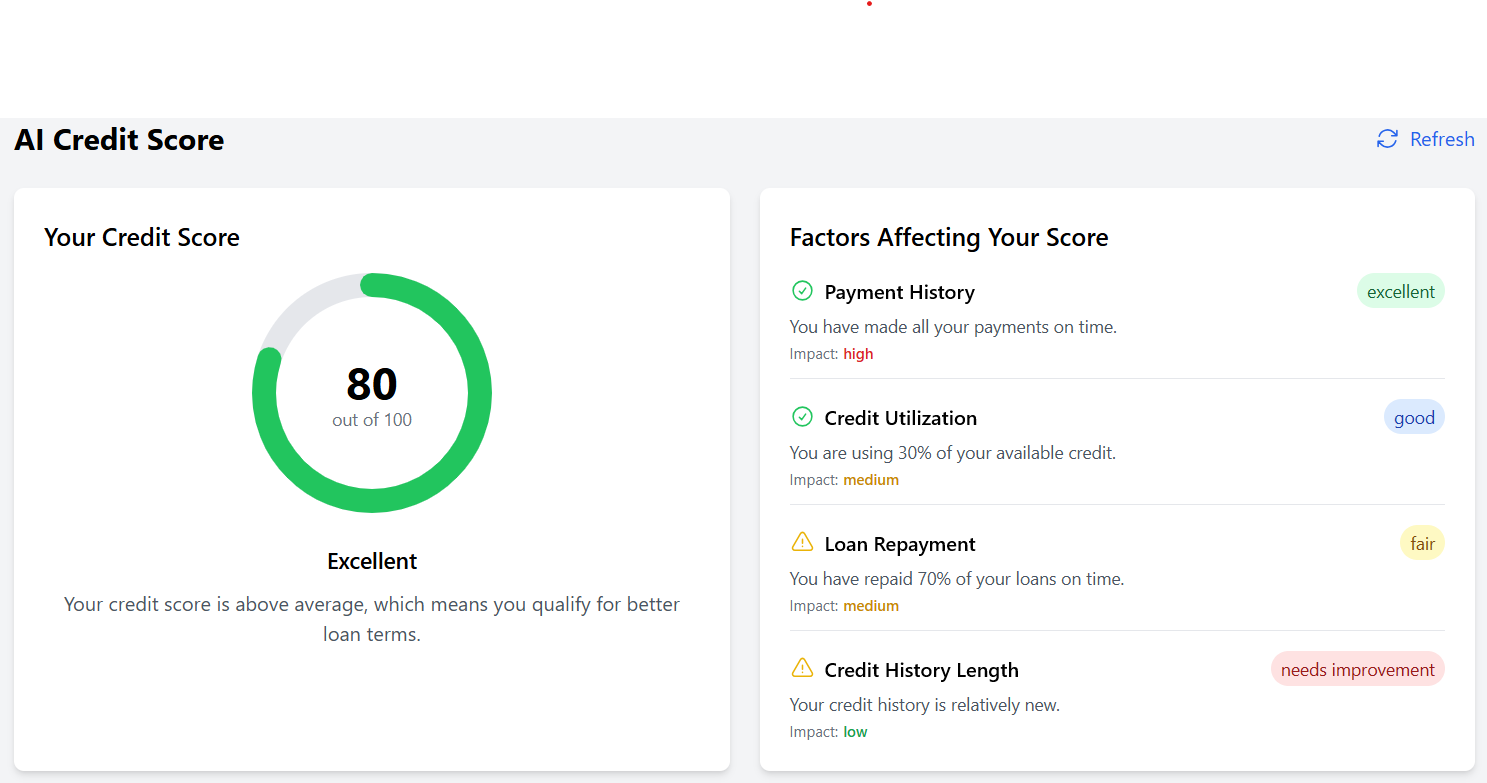 AI Credit Score
Refresh
Your Credit Score
80
out of 100
Excellent
Your credit score is above average, which means you qualify for better
loan terms.
Factors Affecting Your Score
Payment History
excellent
You have made all your payments on time.
Impact: high
Credit Utilization
good
You are using 30% of your available credit.
Impact: medium
Loan Repayment
fair
You have repaid 70% of your loans on time.
Impact: medium
Credit History Length
needs improvement
Your credit history is relatively new.
Impact: low